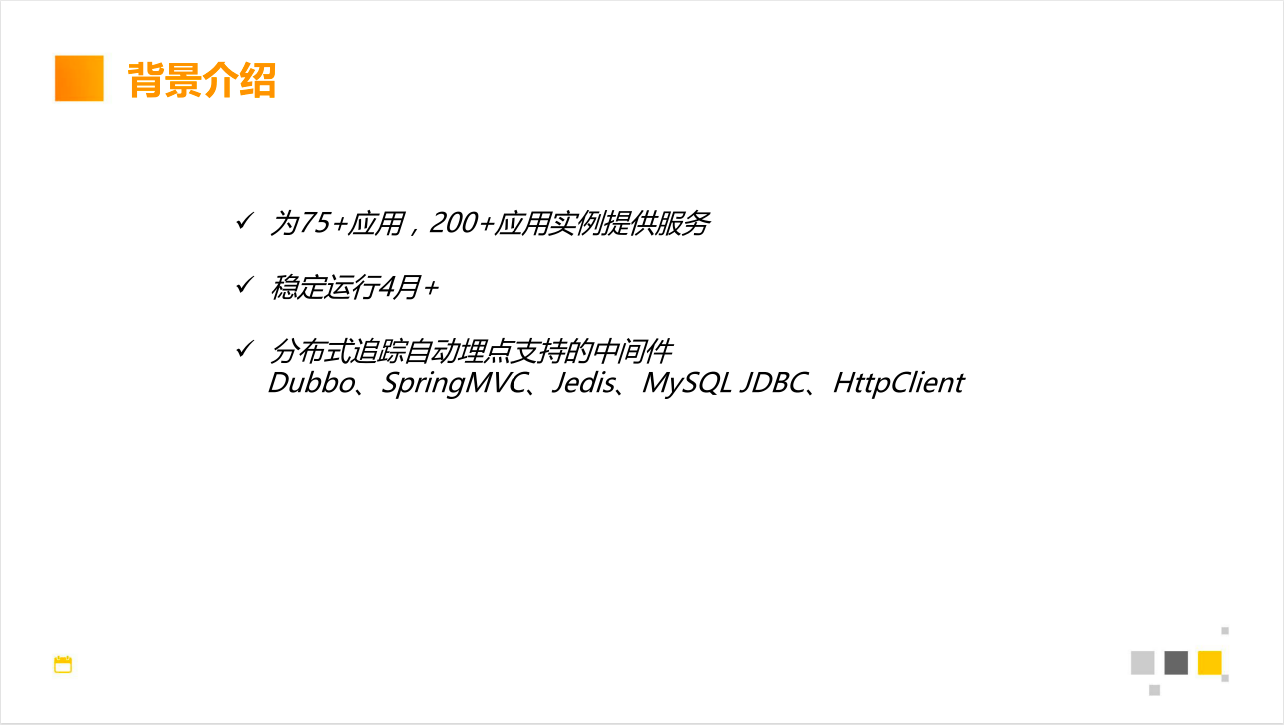 背景介绍
✓ 为75+应用，200+应用实例提供服务
✓ 稳定运行4月+
✓ 分布式追踪自动埋点支持的中间件
Dubbo、SpringMVC、Jedis、MySQL JDBC、HttpClient